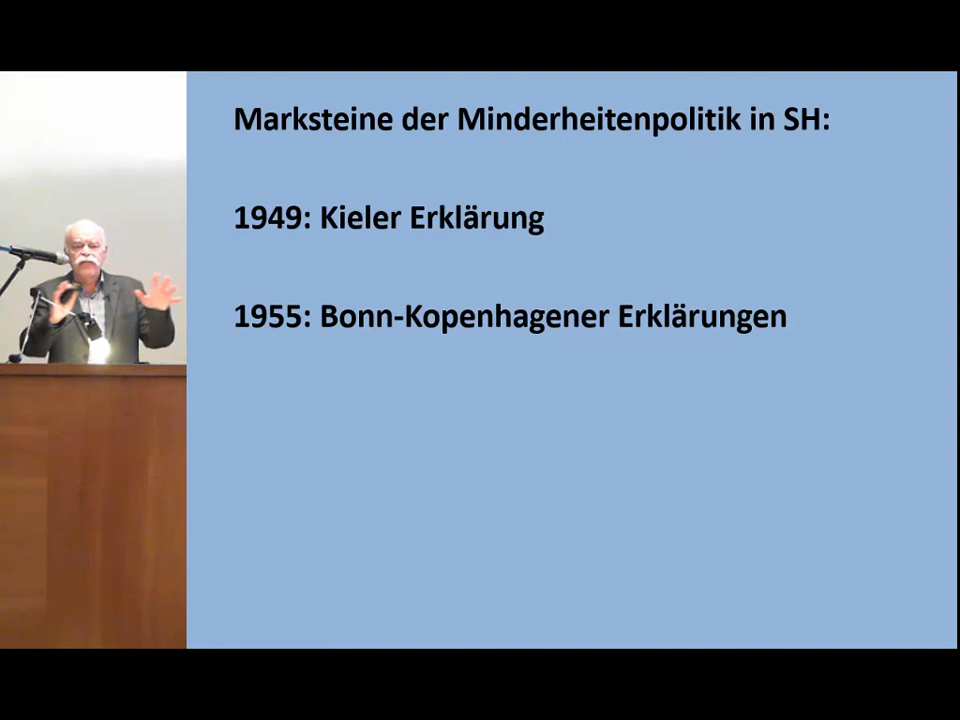 Marksteine der Minderheitenpolitik in SH:
1949: Kieler Erklärung
1955: Bonn-Kopenhagener Erklärungen